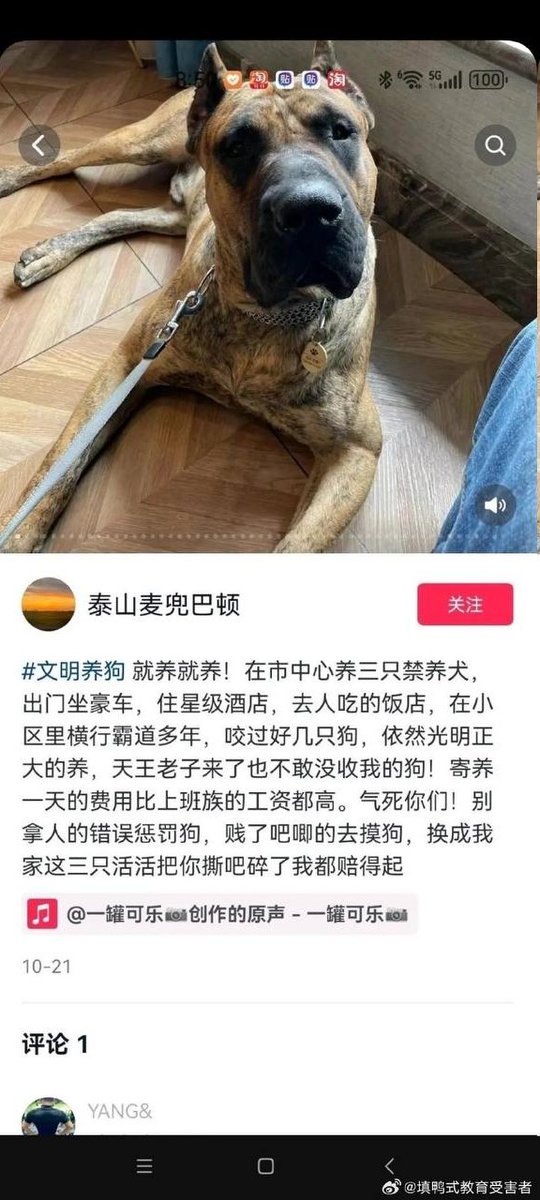 5G 100
泰山麦兜巴顿
关注
#文明养狗 就养就养！在市中心养三只禁养犬，
出门坐豪车，住星级酒店，去人吃的饭店，在小
区里横行霸道多年，咬过好几只狗，依然光明正
大的养，天王老子来了也不敢没收我的狗！寄养
一天的费用比上班族的工资都高。气死你们！别
拿人的错误惩罚狗，贱了吧唧的去摸狗，换成我
家这三只活活把你撕吧碎了我都赔得起
@一罐可乐📷创作的原声 - 一罐可乐📷
10-21
评论 1
YANG&
@填鸭式教育受害者